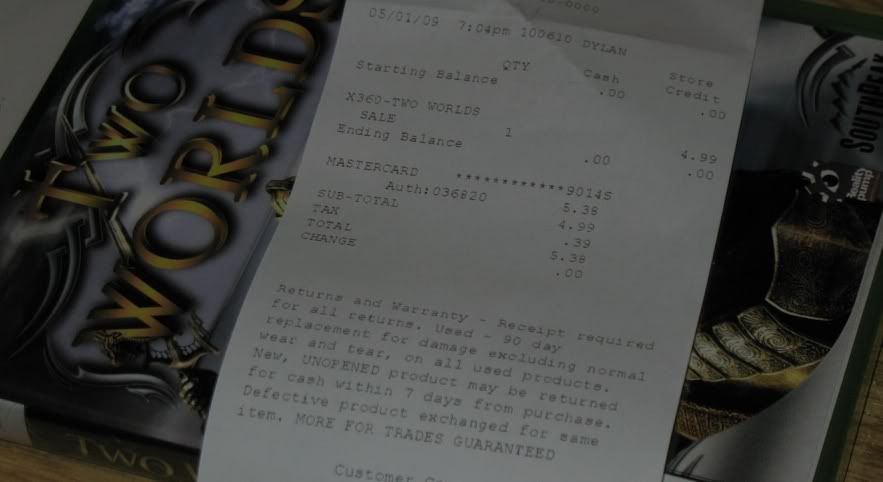 05/01/09 7:04pm 100610 DYLAN
QTY Cash Store Credit
Starting Balance .00 .00
X360-TWO WORLDS
SALE 1 4.99
Ending Balance .00 .00
MASTERCARD ************9014S
Auth:036820 5.38
SUB-TOTAL 4.99
TAX .39
TOTAL 5.38
CHANGE .00
Returns and Warranty - Receipt required
for all returns. Used - 90 day
replacement for damage excluding normal
wear and tear, on all used products.
New, UNOPENED product may be returned
for cash within 7 days from purchase.
Defective product exchanged for same
item. MORE FOR TRADES GUARANTEED
Customer
TWO
WORLDS
TWO
SOUTHPEAK